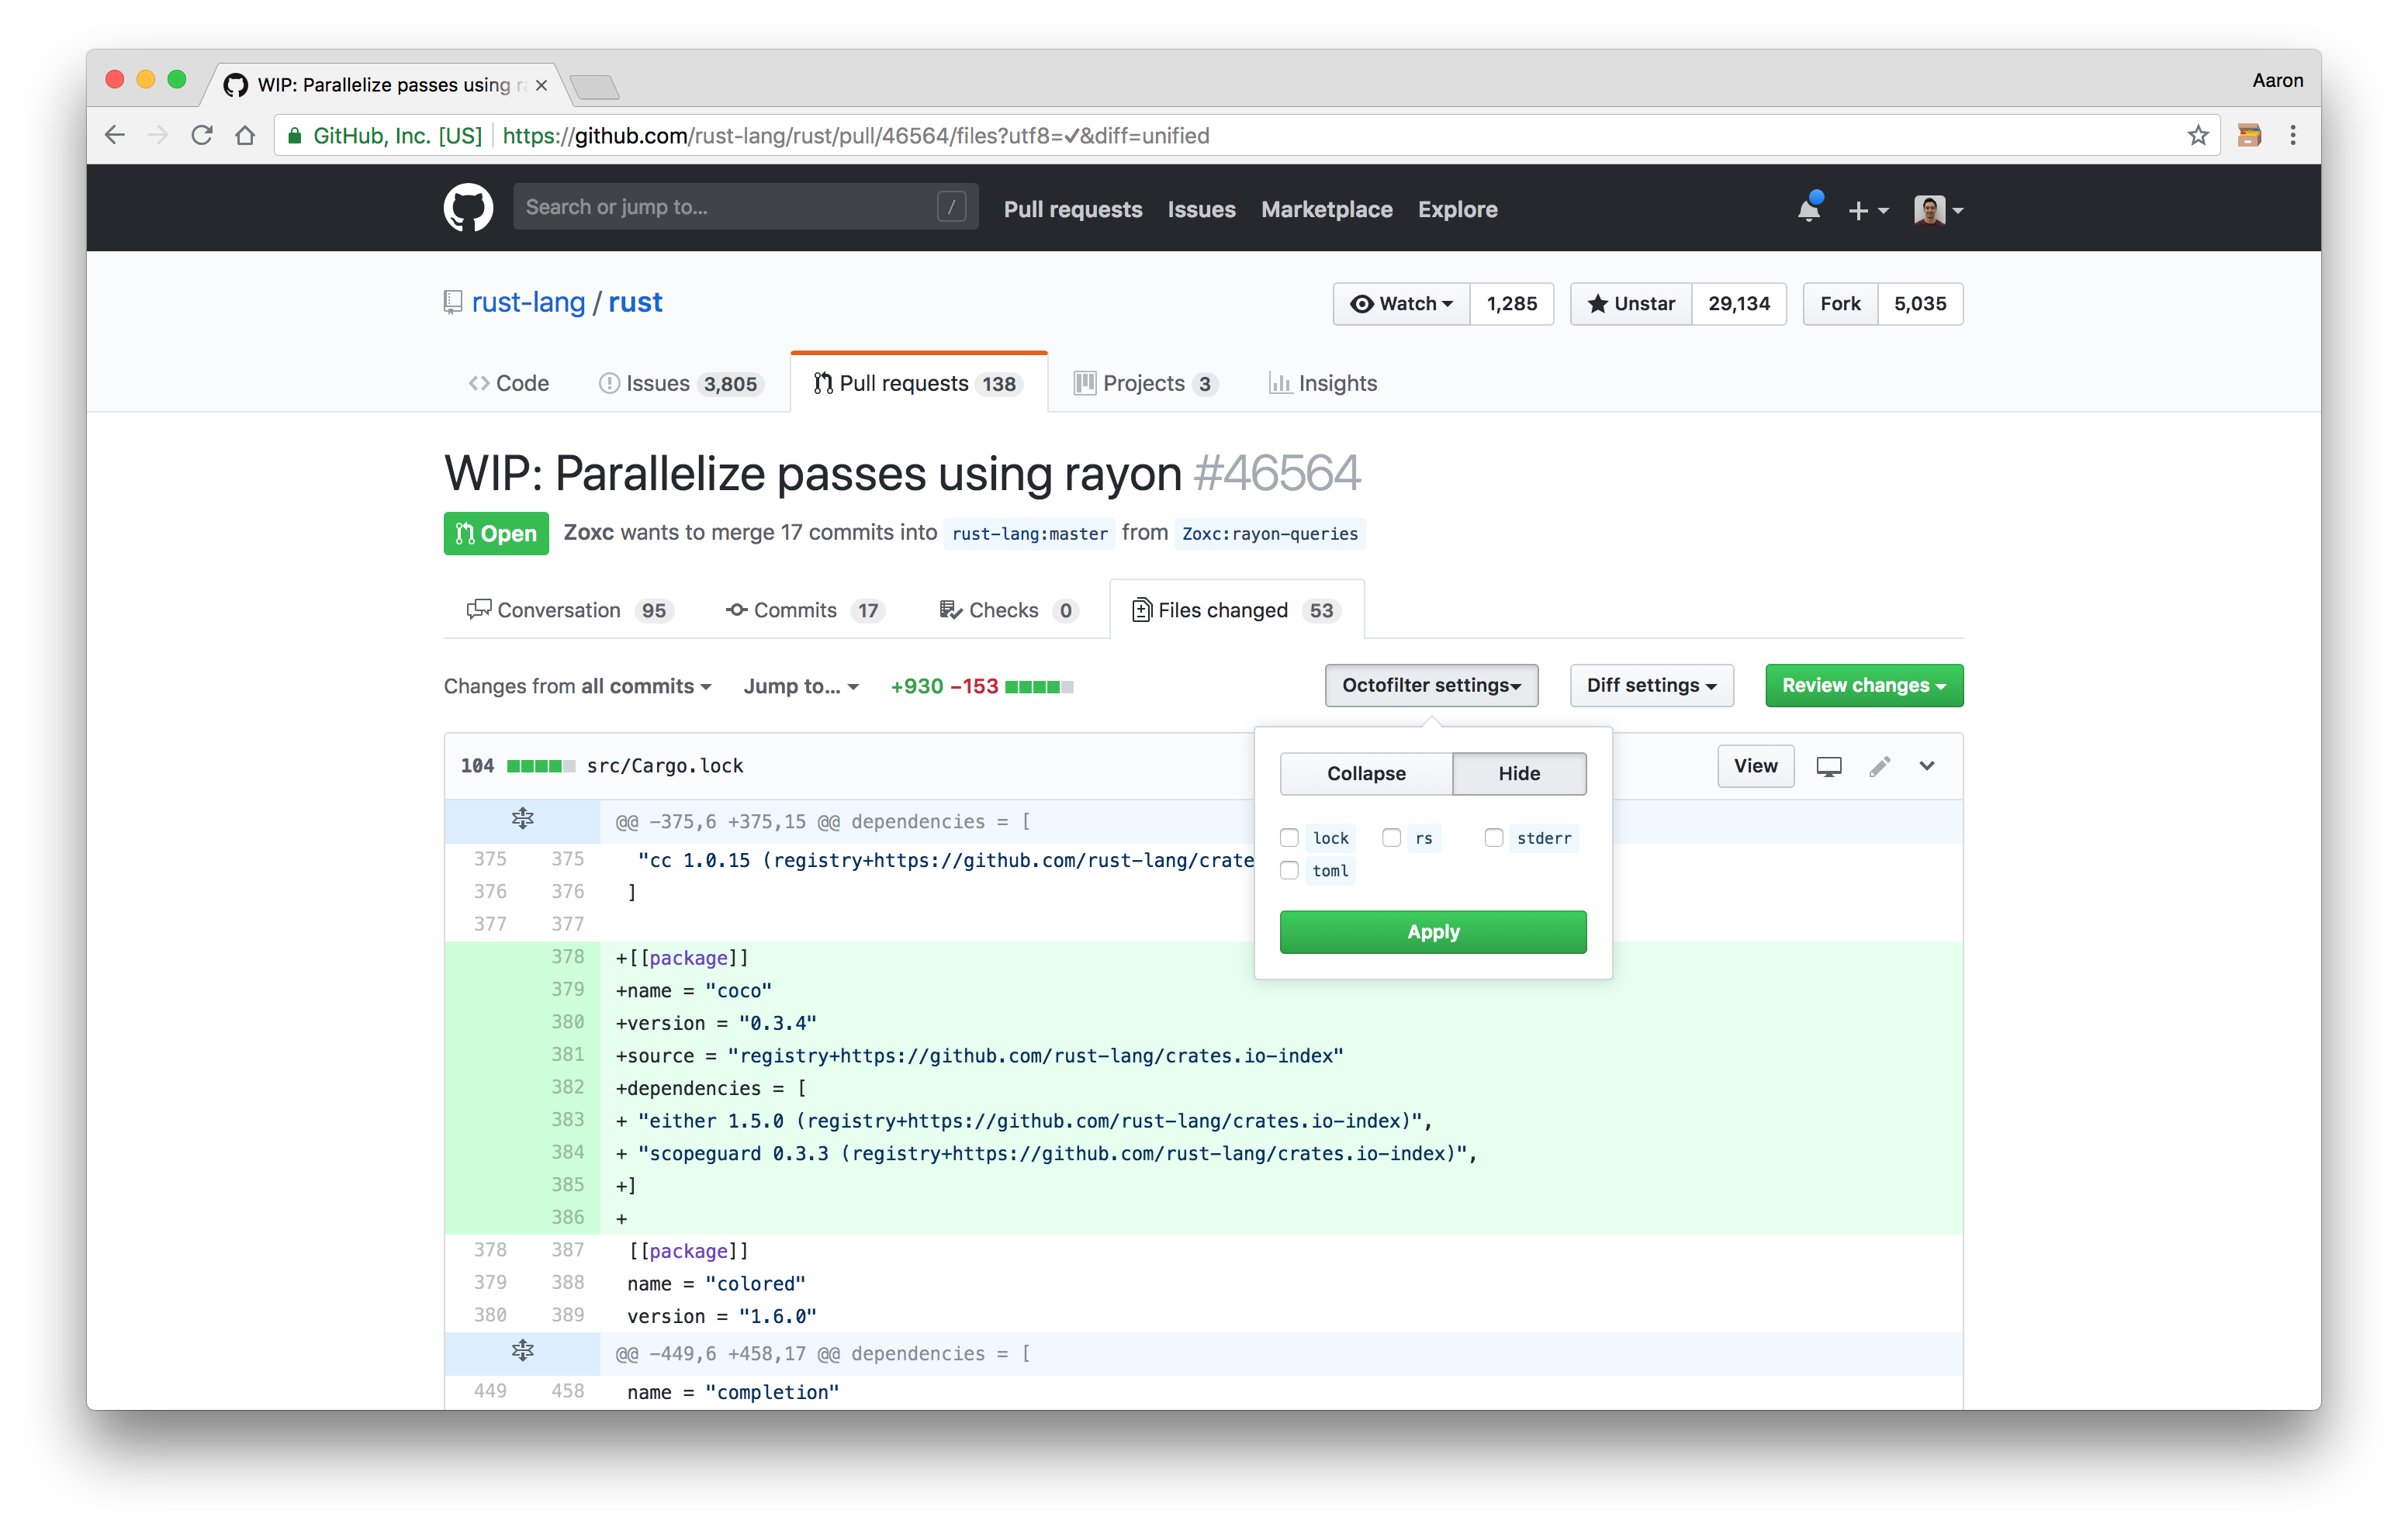 WIP: Parallelize passes using
Aaron
GitHub, Inc. [US] https://github.com/rust-lang/rust/pull/46564/files?utf8=✓&diff=unified
Search or jump to... / Pull requests Issues Marketplace Explore
rust-lang / rust Watch 1,285 Unstar 29,134 Fork 5,035
Code Issues 3,805 Pull requests 138 Projects 3 Insights
WIP: Parallelize passes using rayon #46564
Open Zoxc wants to merge 17 commits into rust-lang:master from Zoxc:rayon-queries
Conversation 95 Commits 17 Checks 0 Files changed 53
Changes from all commits Jump to... +930 −153 Octofilter settings Diff settings Review changes
104 src/Cargo.lock View
Collapse Hide
lock rs stderr
toml
Apply
@@ -375,6 +375,15 @@ dependencies = [
375 375 "cc 1.0.15 (registry+https://github.com/rust-lang/crate
376 376 ]
377 377
378 +[[package]]
379 +name = "coco"
380 +version = "0.3.4"
381 +source = "registry+https://github.com/rust-lang/crates.io-index"
382 +dependencies = [
383 + "either 1.5.0 (registry+https://github.com/rust-lang/crates.io-index)",
384 + "scopeguard 0.3.3 (registry+https://github.com/rust-lang/crates.io-index)",
385 +]
386 +
378 387 [[package]]
379 388 name = "colored"
380 389 version = "1.6.0"
@@ -449,6 +458,17 @@ dependencies = [
449 458 name = "completion"